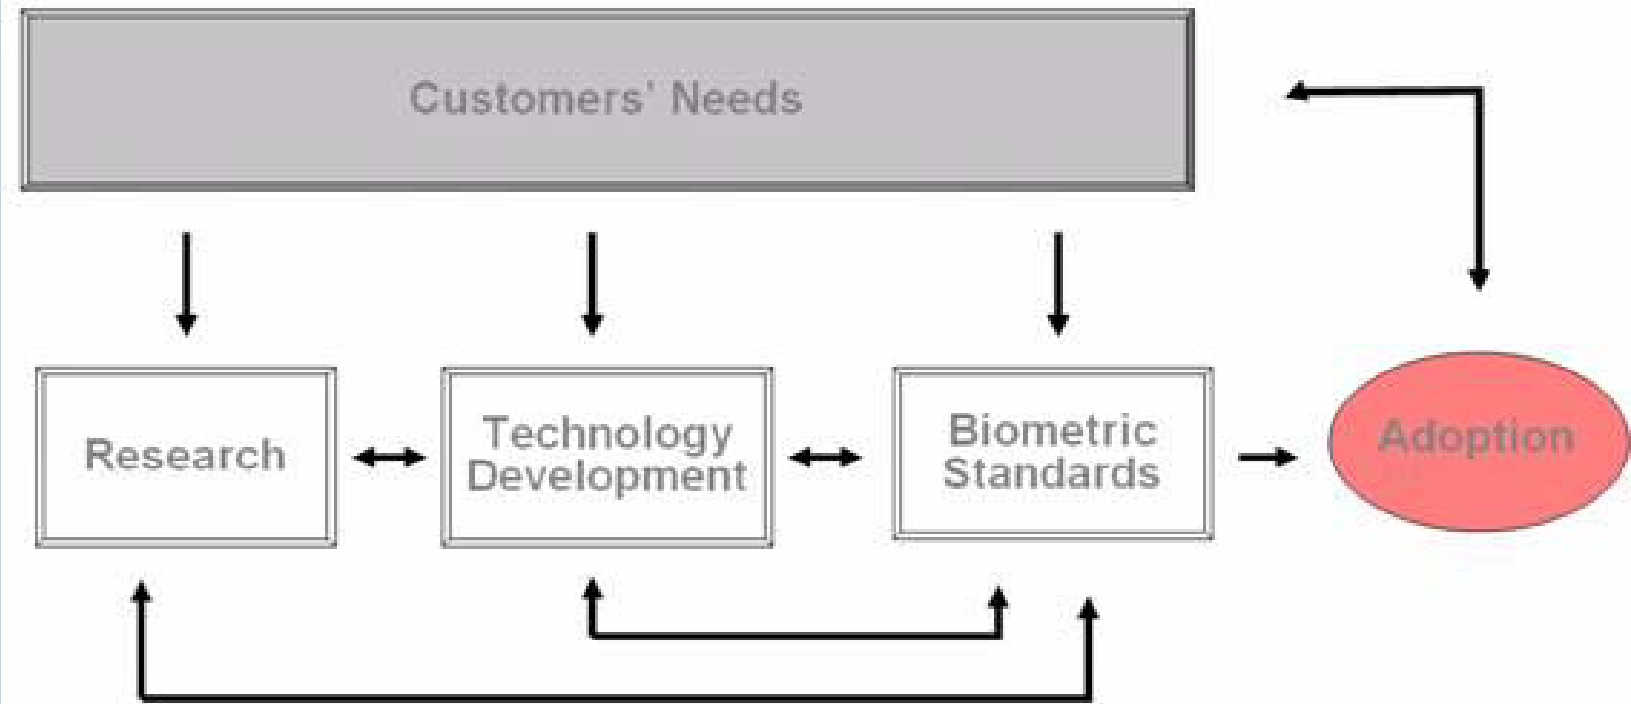 Customers' Needs
Research
Technology
Development
Biometric
Standards
Adoption